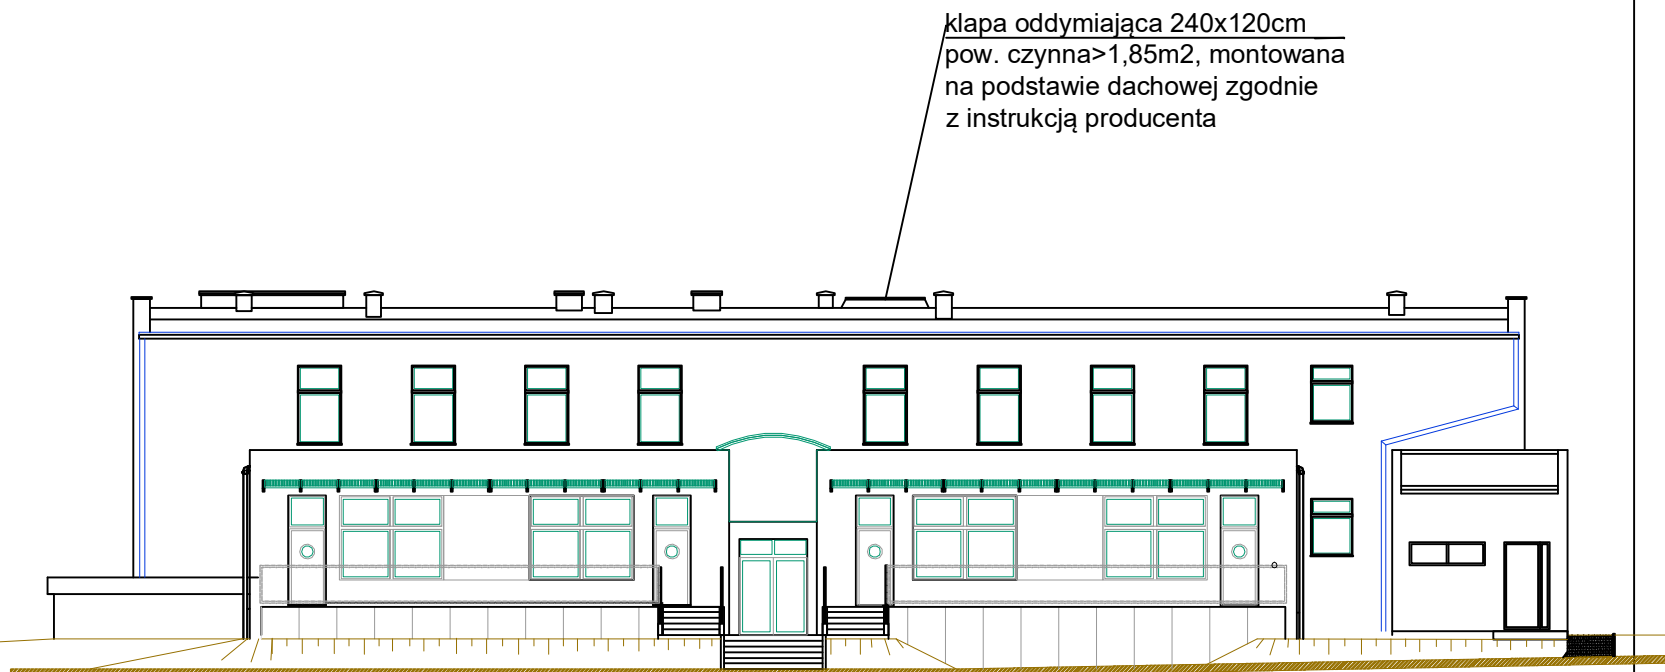 klapa oddymiająca 240x120cm
pow. czynna>1,85m2, montowana
na podstawie dachowej zgodnie
z instrukcją producenta